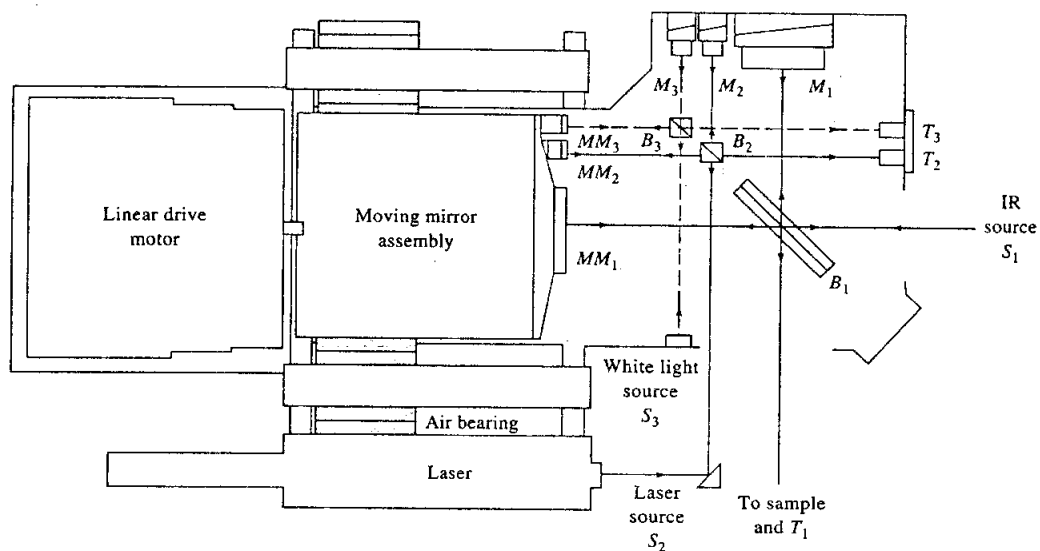 M3
M2
M1
MM3
B3
B2
T3
MM2
T2
Linear drive
motor
Moving mirror
assembly
IR
source
S1
MM1
B1
White light
source
S3
Air bearing
Laser
Laser
source
S2
To sample
and T1